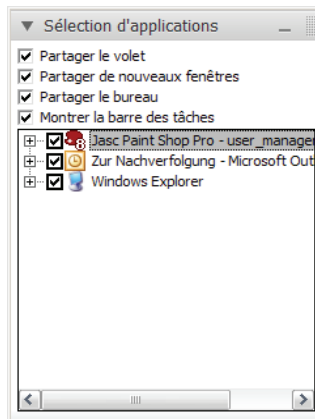 Sélection d'applications
Partager le volet
Partager de nouveaux fenêtres
Partager le bureau
Montrer la barre des tâches
Jasc Paint Shop Pro - user_manager
Zur Nachverfolgung - Microsoft Out
Windows Explorer